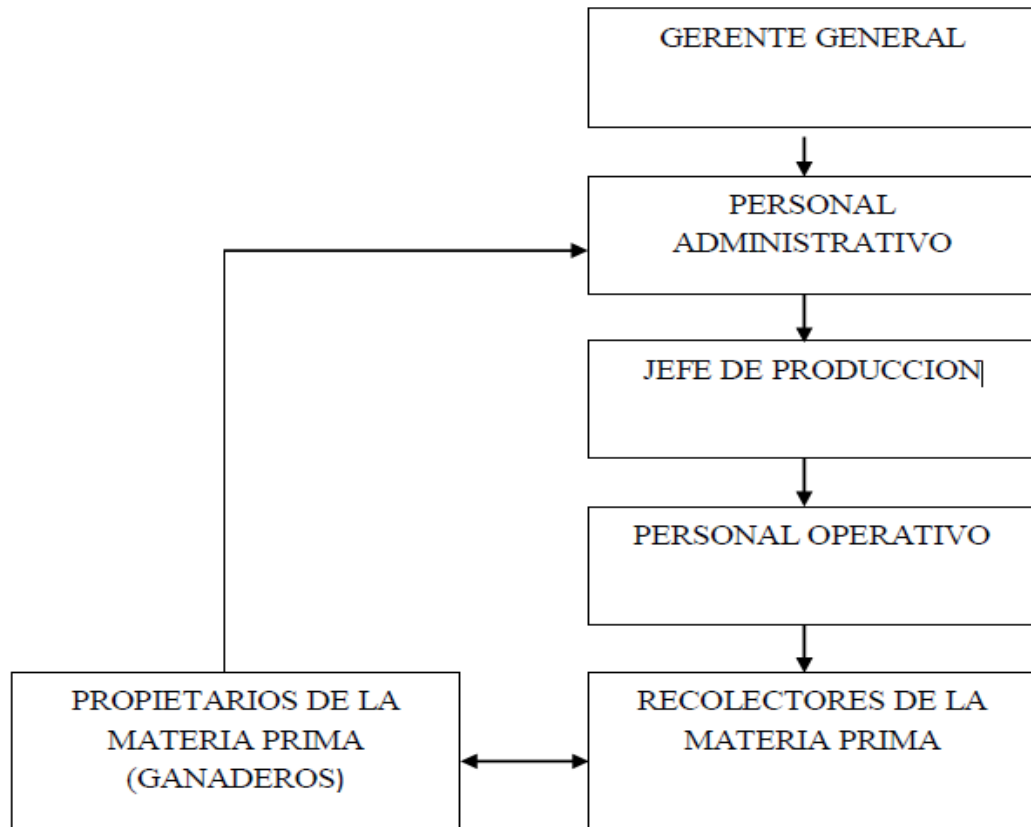 GERENTE GENERAL
PERSONAL
ADMINISTRATIVO
JEFE DE PRODUCCION
PERSONAL OPERATIVO
PROPIETARIOS DE LA
MATERIA PRIMA
(GANADEROS)
RECOLECTORES DE LA
MATERIA PRIMA